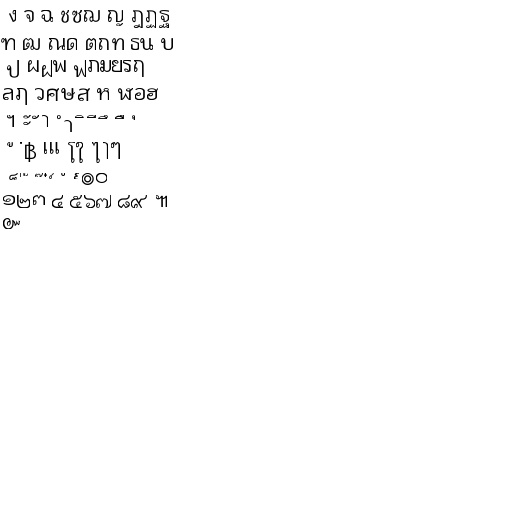 ง จ ฉ ชซฌ ญ ฎฏฐ
ฑ ฒ ณด ตถท ธน บ
ป ผฝพ ฟภมยรฤ
ลฦ วศษส ห ฬอฮ
ฯ ะ ั า ำ ิ ี ึ ื ุ
ู ฺ ฿ เแ โใ ไๅๆ
็ ่ ้ ๊ ๋ ์ ํ ๎ ๏๐
๑๒๓ ๔ ๕๖๗ ๘๙ ๚
๛